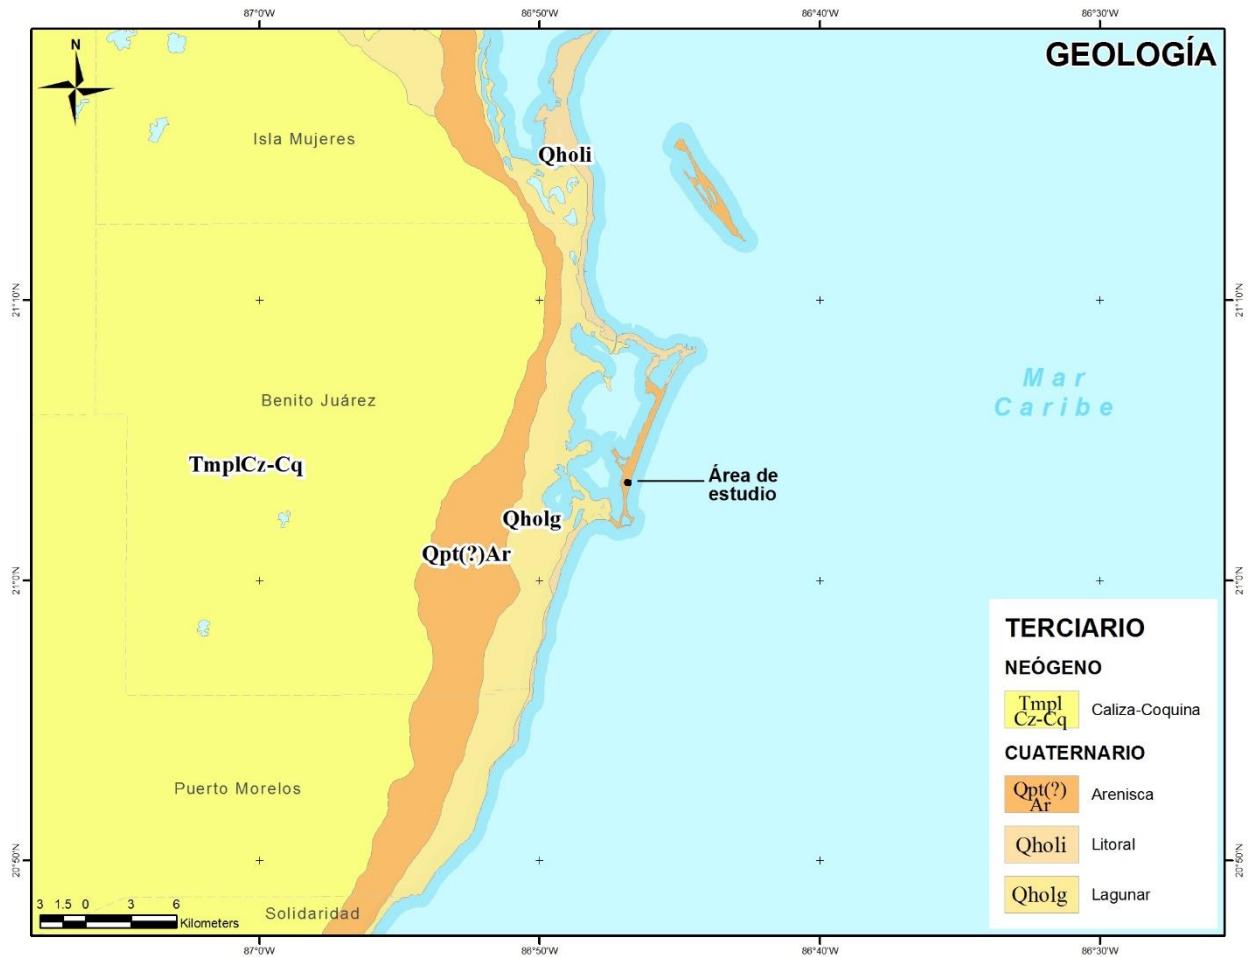 87°0'W
86°50'W
86°40'W
86°30'W
GEOLOGÍA
N
Isla Mujeres
Qholi
21°10'N
21°10'N
Benito Juárez
Mar
Caribe
TmplCz-Cq
Área de
estudio
Qholg
Qpt(?)Ar
21°0'N
21°0'N
TERCIARIO
NEÓGENO
Tmpl
Cz-Cq
Caliza-Coquina
CUATERNARIO
Qpt(?)
Ar
Arenisca
Qholi
Litoral
Qholg
Lagunar
Puerto Morelos
20°50'N
20°50'N
Solidaridad
3 1.5 0 3 6
Kilometers
87°0'W
86°50'W
86°40'W
86°30'W